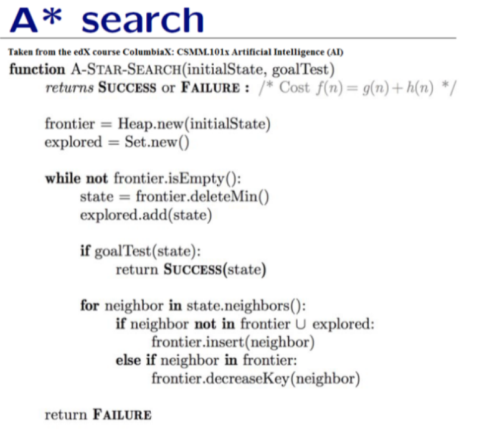 A* search
Taken from the edX course ColumbiaX: CSMM.101x Artificial Intelligence (AI)
function A-STAR-SEARCH(initialState, goalTest)
returns SUCCESS or FAILURE : /* Cost f(n) = g(n) + h(n) */
frontier = Heap.new(initialState)
explored = Set.new()
while not frontier.isEmpty():
state = frontier.deleteMin()
explored.add(state)
if goalTest(state):
return SUCCESS(state)
for neighbor in state.neighbors():
if neighbor not in frontier ∪ explored:
frontier.insert(neighbor)
else if neighbor in frontier:
frontier.decreaseKey(neighbor)
return FAILURE